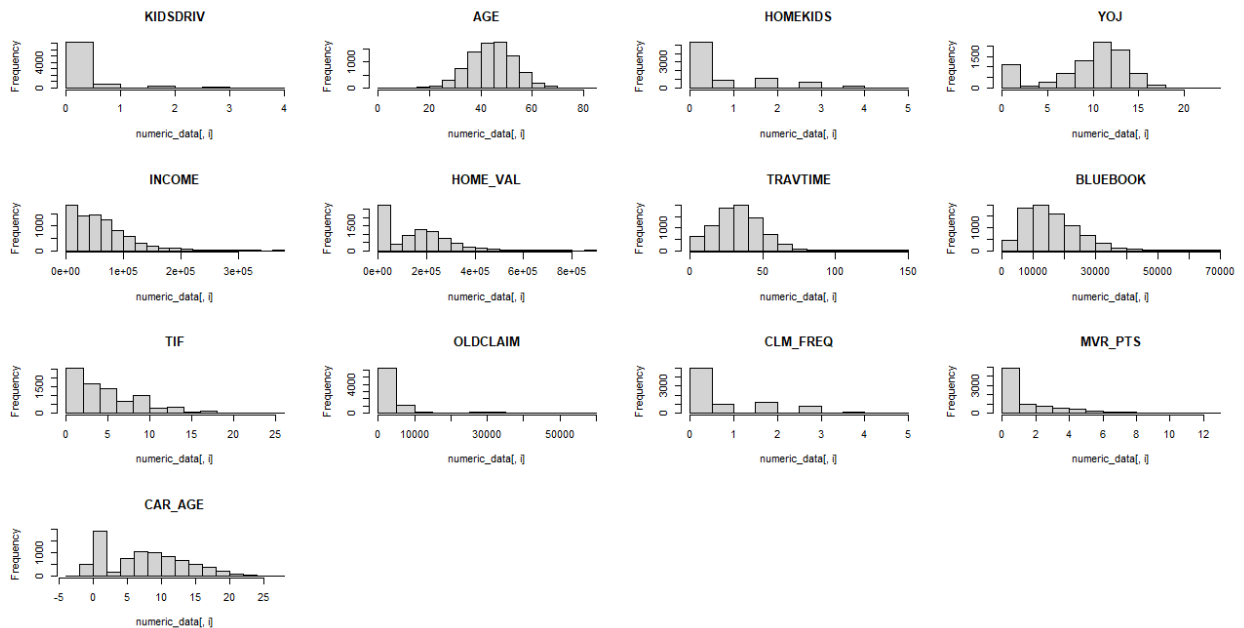 KIDSDRIV
Frequency
0 4000
0 1 2 3 4
numeric_data[, i]
AGE
Frequency
0 1000
0 20 40 60 80
numeric_data[, i]
HOMEKIDS
Frequency
0 3000
0 1 2 3 4 5
numeric_data[, i]
YOJ
Frequency
0 1500
0 5 10 15 20
numeric_data[, i]
INCOME
Frequency
0 1000
0e+00 1e+05 2e+05 3e+05
numeric_data[, i]
HOME_VAL
Frequency
0 1500
0e+00 2e+05 4e+05 6e+05 8e+05
numeric_data[, i]
TRAVTIME
Frequency
0 1000
0 50 100 150
numeric_data[, i]
BLUEBOOK
Frequency
0 1000
0 10000 30000 50000 70000
numeric_data[, i]
TIF
Frequency
0 1500
0 5 10 15 20 25
numeric_data[, i]
OLDCLAIM
Frequency
0 4000
0 10000 30000 50000
numeric_data[, i]
CLM_FREQ
Frequency
0 3000
0 1 2 3 4 5
numeric_data[, i]
MVR_PTS
Frequency
0 3000
0 2 4 6 8 10 12
numeric_data[, i]
CAR_AGE
Frequency
0 1000
-5 0 5 10 15 20 25
numeric_data[, i]